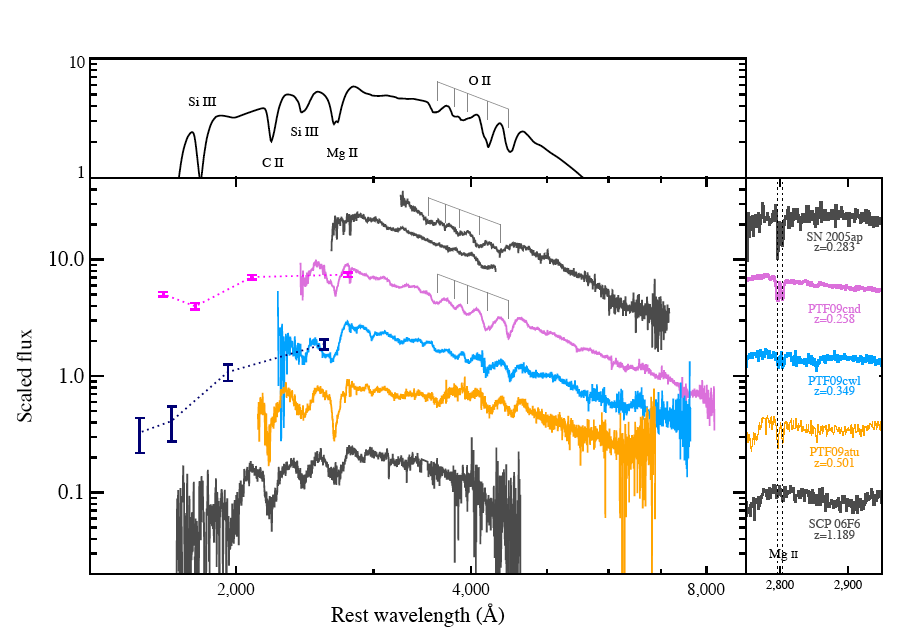 10
1
Si III
C II
Si III
Mg II
O II
10.0
1.0
0.1
Scaled flux
2,000
4,000
8,000
Rest wavelength (Å)
SN 2005ap
z=0.283
PTF09cnd
z=0.258
PTF09cwl
z=0.349
PTF09atu
z=0.501
SCP 06F6
z=1.189
Mg II
2,800
2,900